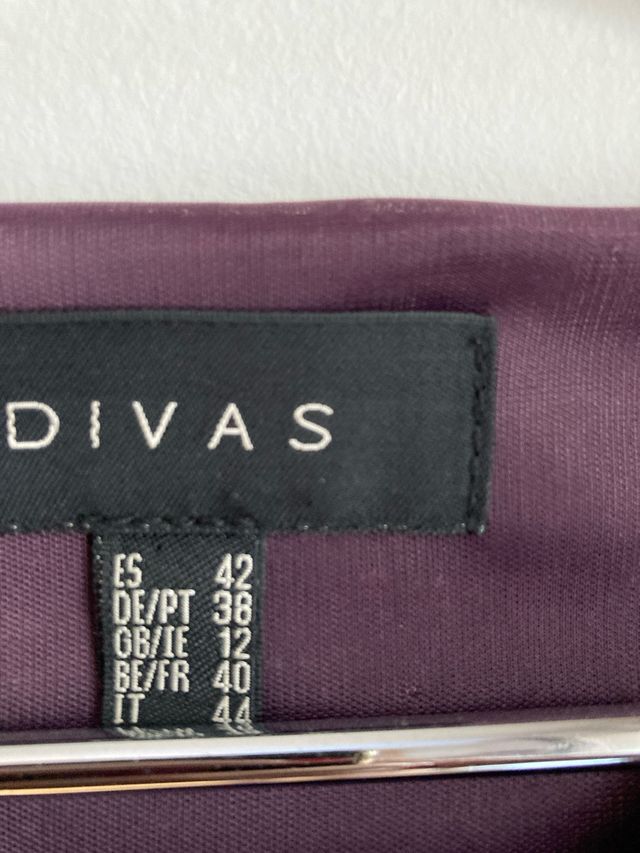 DIVAS
ES 42
DE/PT 38
GB/IE 12
BE/FR 40
IT 44